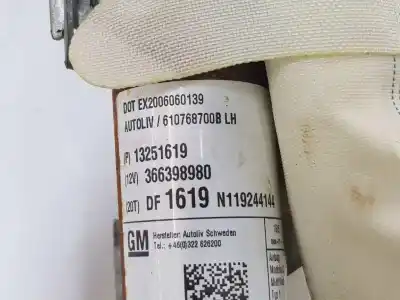 DOT EX2006060139
AUTOLIV / 610768700B LH
(P) 13251619
(12V) 366398980
(20T) DF 1619 N119244144
GM
Hersteller: Autoliv Schweden
Tel.: +46(0)322 626200
Airbag